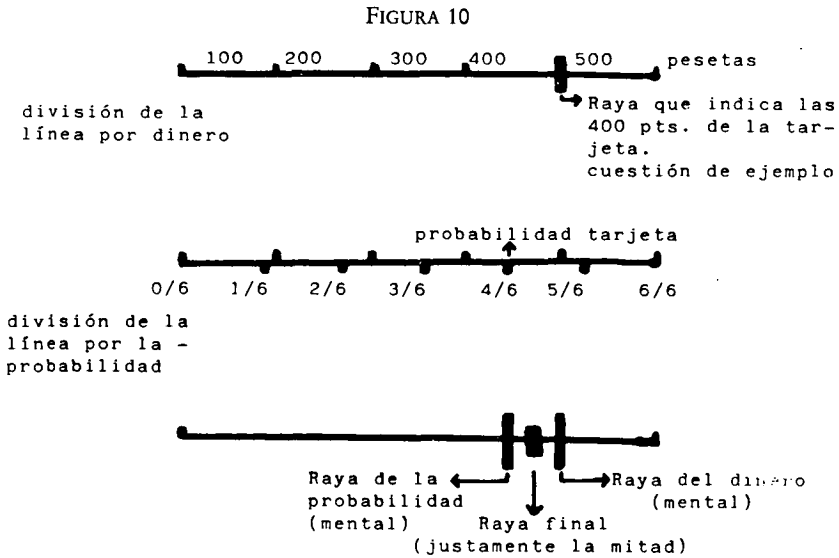 FIGURA 10
100 200 300 400 500 pesetas
división de la
línea por dinero
Raya que indica las
400 pts. de la tar-
jeta.
cuestión de ejemplo
probabilidad tarjeta
0/6 1/6 2/6 3/6 4/6 5/6 6/6
división de la
línea por la -
probabilidad
Raya de la
probabilidad
(mental)
Raya del dinero
(mental)
Raya final
(justamente la mitad)